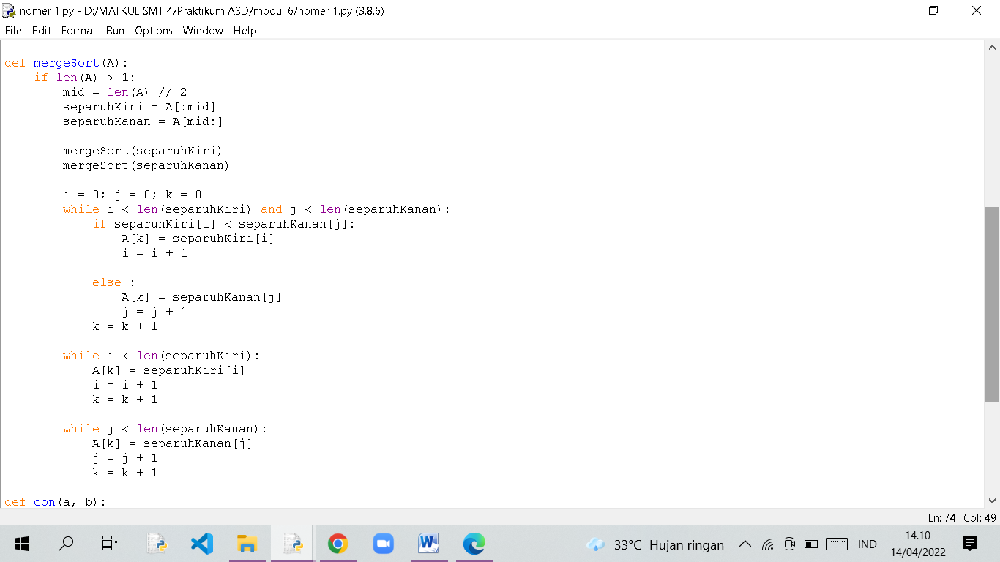 nomer 1.py - D:/MATKUL SMT 4/Praktikum ASD/modul 6/nomer 1.py (3.8.6)
File Edit Format Run Options Window Help
def mergeSort(A):
    if len(A) > 1:
        mid = len(A) // 2
        separuhKiri = A[:mid]
        separuhKanan = A[mid:]
        mergeSort(separuhKiri)
        mergeSort(separuhKanan)
        i = 0; j = 0; k = 0
        while i < len(separuhKiri) and j < len(separuhKanan):
            if separuhKiri[i] < separuhKanan[j]:
                A[k] = separuhKiri[i]
                i = i + 1
            else :
                A[k] = separuhKanan[j]
                j = j + 1
            k = k + 1
        while i < len(separuhKiri):
            A[k] = separuhKiri[i]
            i = i + 1
            k = k + 1
        while j < len(separuhKanan):
            A[k] = separuhKanan[j]
            j = j + 1
            k = k + 1
def con(a, b):
Ln: 74 Col: 49
33°C Hujan ringan
IND
14.10
14/04/2022